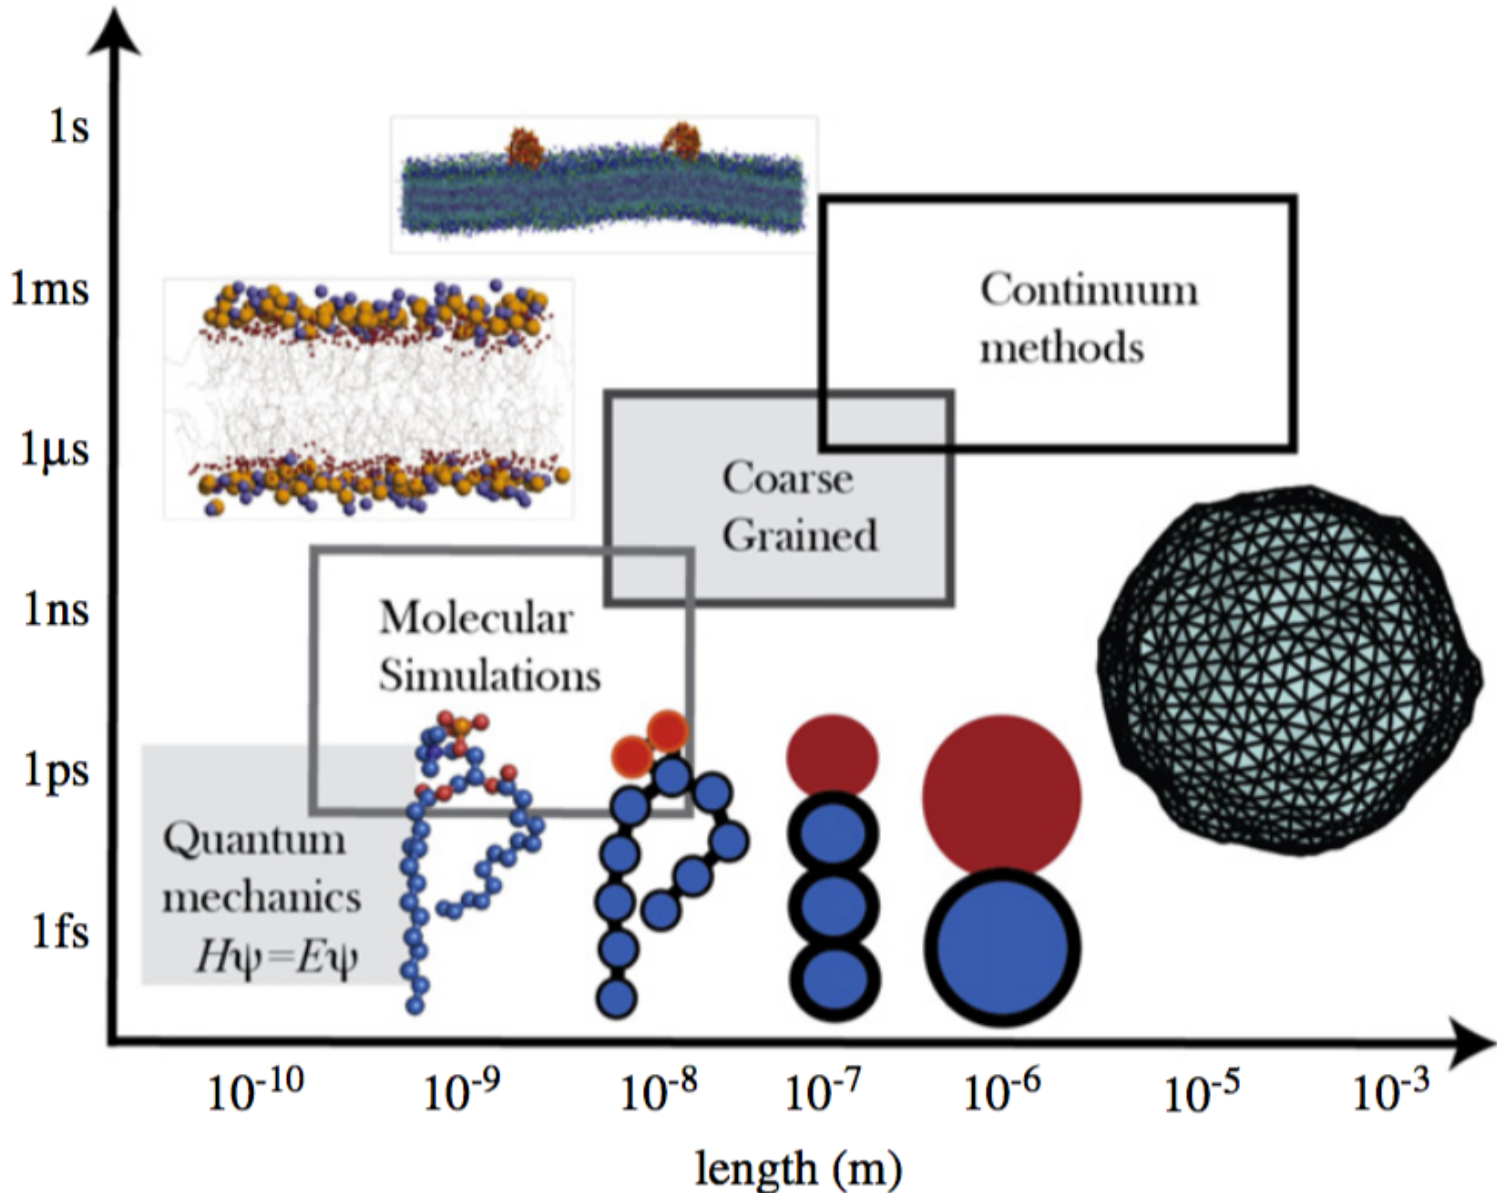 1s
1ms
1μs
1ns
1ps
1fs
Continuum
methods
Coarse
Grained
Molecular
Simulations
Quantum
mechanics
Hψ=Eψ
10⁻¹⁰ 10⁻⁹ 10⁻⁸ 10⁻⁷ 10⁻⁶ 10⁻⁵ 10⁻³
length (m)